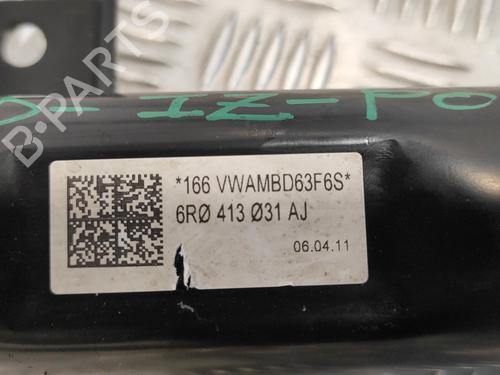 B-PARTS
D-IZ-PO
*166 VWAMBD63F6S*
6RØ 413 Ø31 AJ
06.04.11